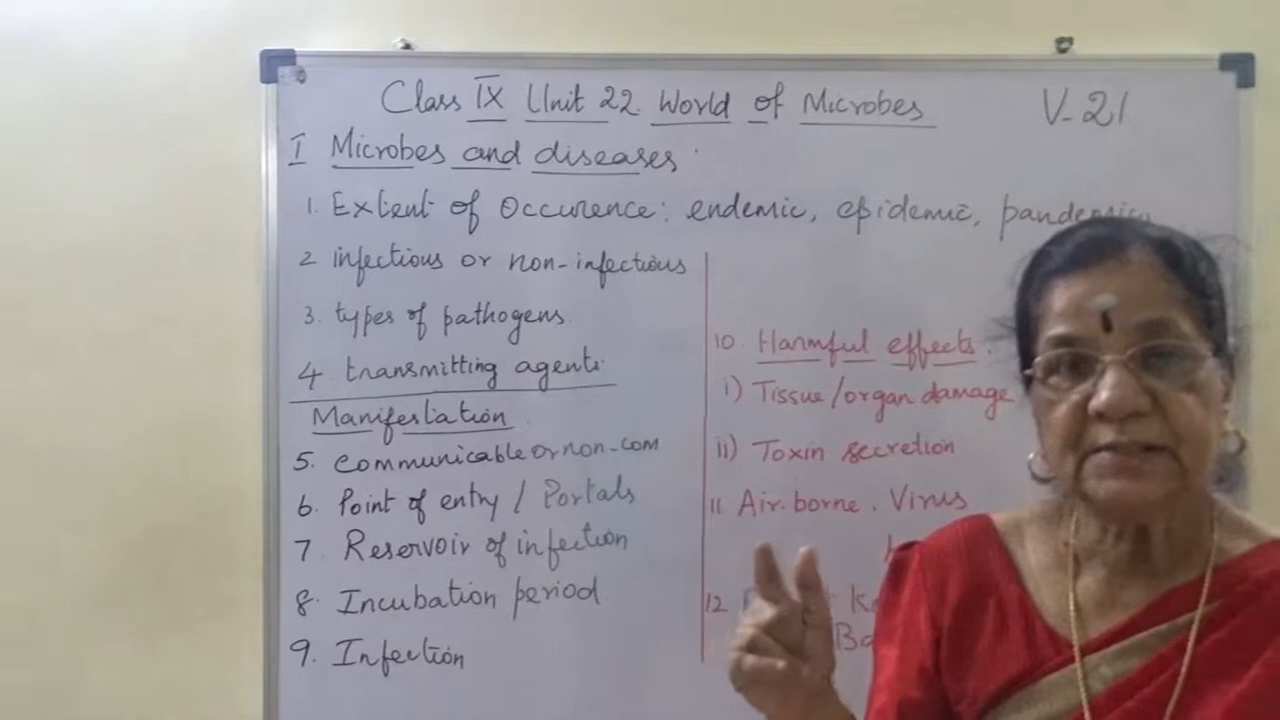 Class IX Unit 22. World of Microbes
V-21
I Microbes and diseases
1. Extent of Occurence: endemic, epidemic, pandemic
2 infectious or non-infectious
3. types of pathogens.
4. transmitting agents
Manifestation
5. communicable or non-com
6. Point of entry / Portals
7 Reservoir of infection
8. Incubation period
9. Infection
10. Harmful effects.
i) Tissue/organ damage
ii) Toxin secretion
11. Air-borne. Virus
12